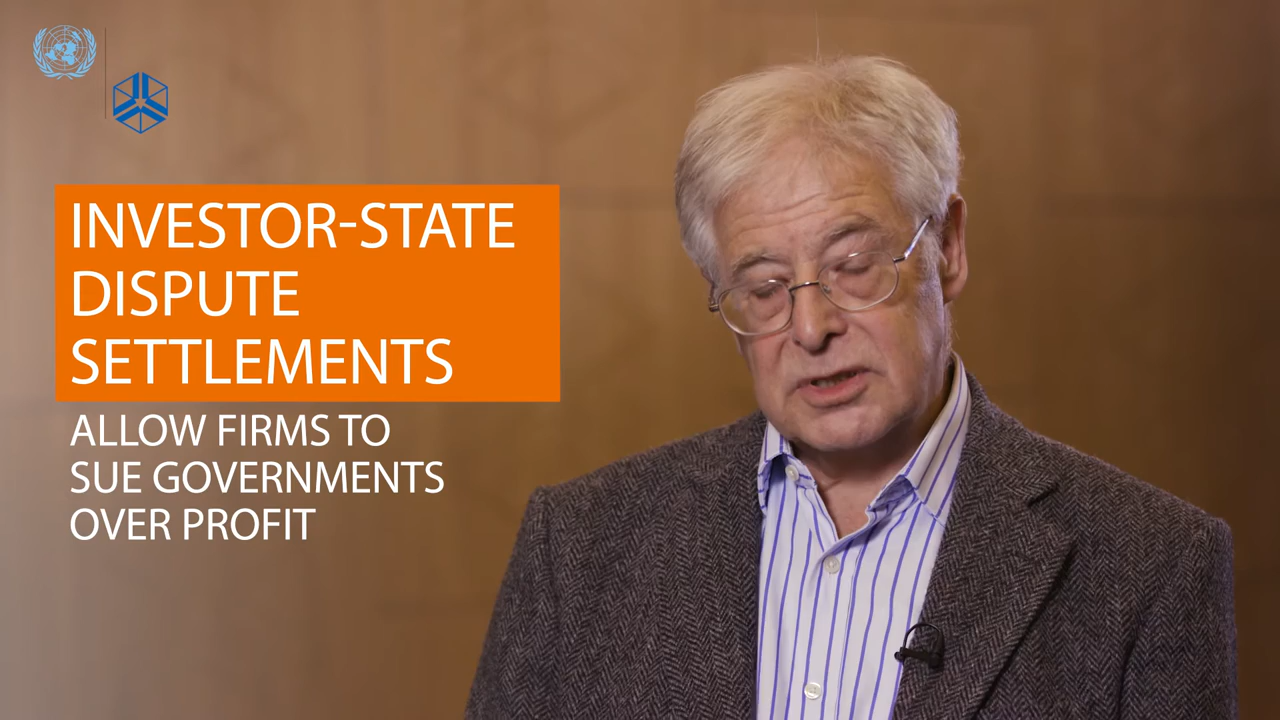 INVESTOR-STATE
DISPUTE
SETTLEMENTS
ALLOW FIRMS TO
SUE GOVERNMENTS
OVER PROFIT